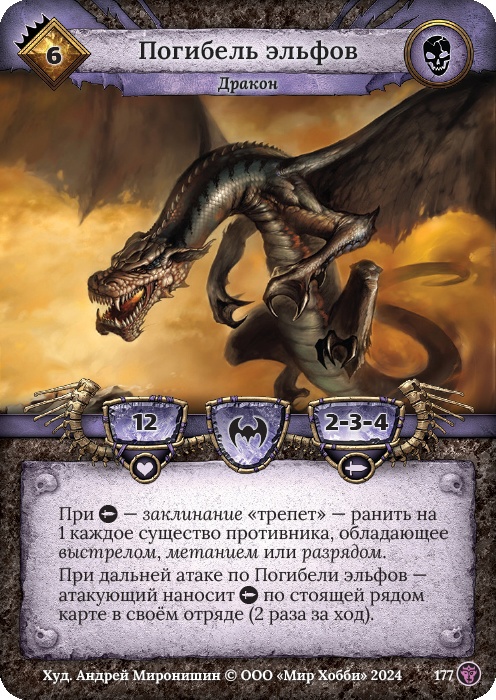 6
Погибель эльфов
Дракон
12
2-3-4
При — заклинание «трепет» — ранить на
1 каждое существо противника, обладающее
выстрелом, метанием или разрядом.
При дальней атаке по Погибели эльфов —
атакующий наносит по стоящей рядом
карте в своём отряде (2 раза за ход).
Худ. Андрей Миронишин © ООО «Мир Хобби» 2024 177